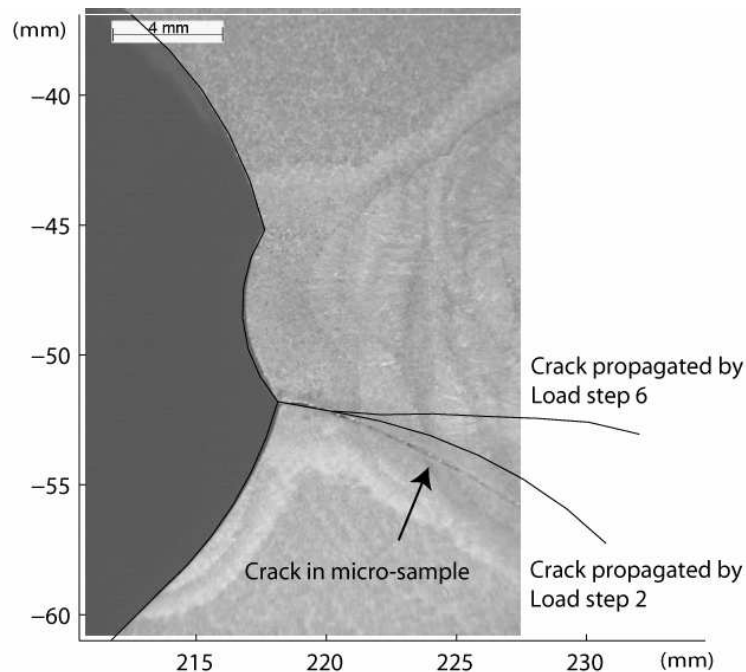 (mm)
4 mm
−40
−45
−50
Crack propagated by
Load step 6
−55
Crack in micro-sample
Crack propagated by
Load step 2
−60
215
220
225
230
(mm)